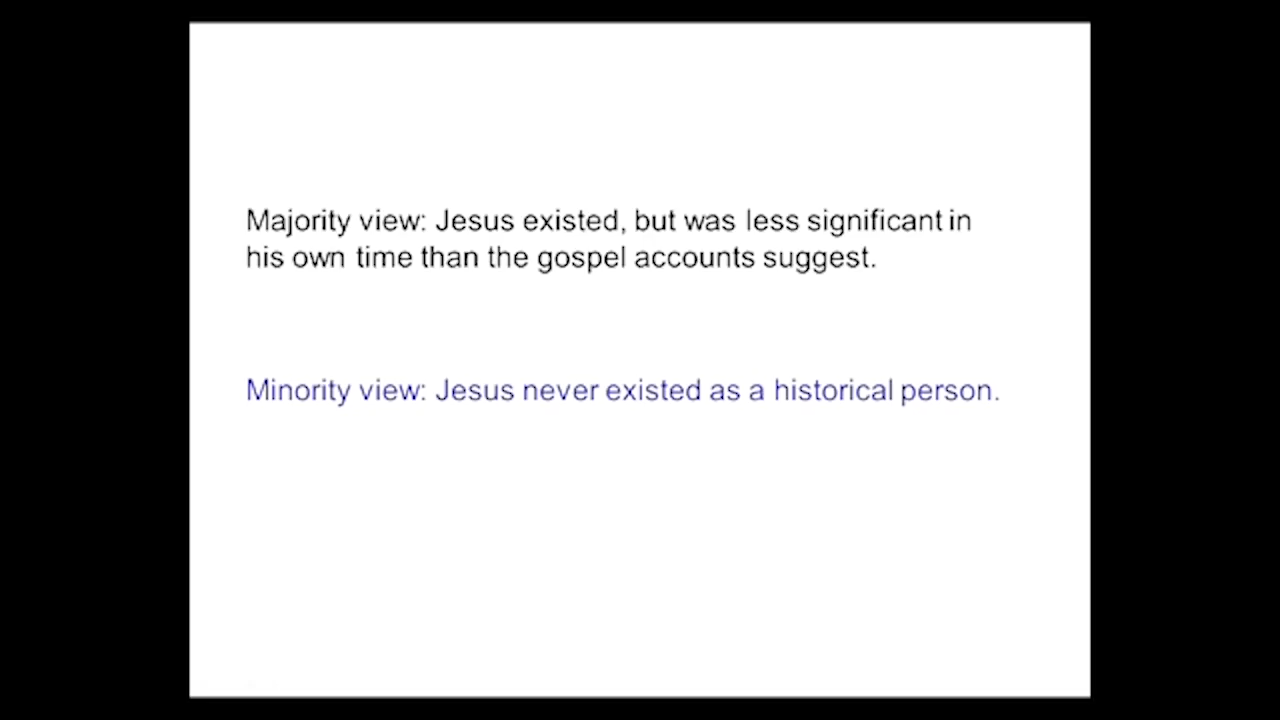 Majority view: Jesus existed, but was less significant in
his own time than the gospel accounts suggest.
Minority view: Jesus never existed as a historical person.